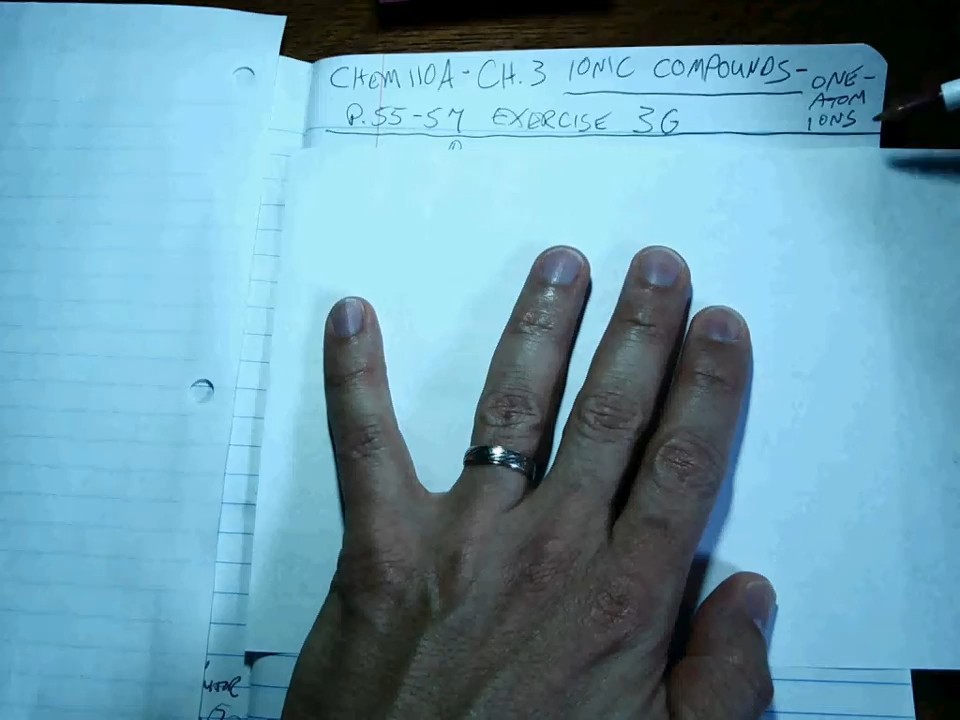 CHEM 110A - CH. 3 IONIC COMPOUNDS - ONE-
ATOM
IONS
P. 55-57 EXERCISE 3G